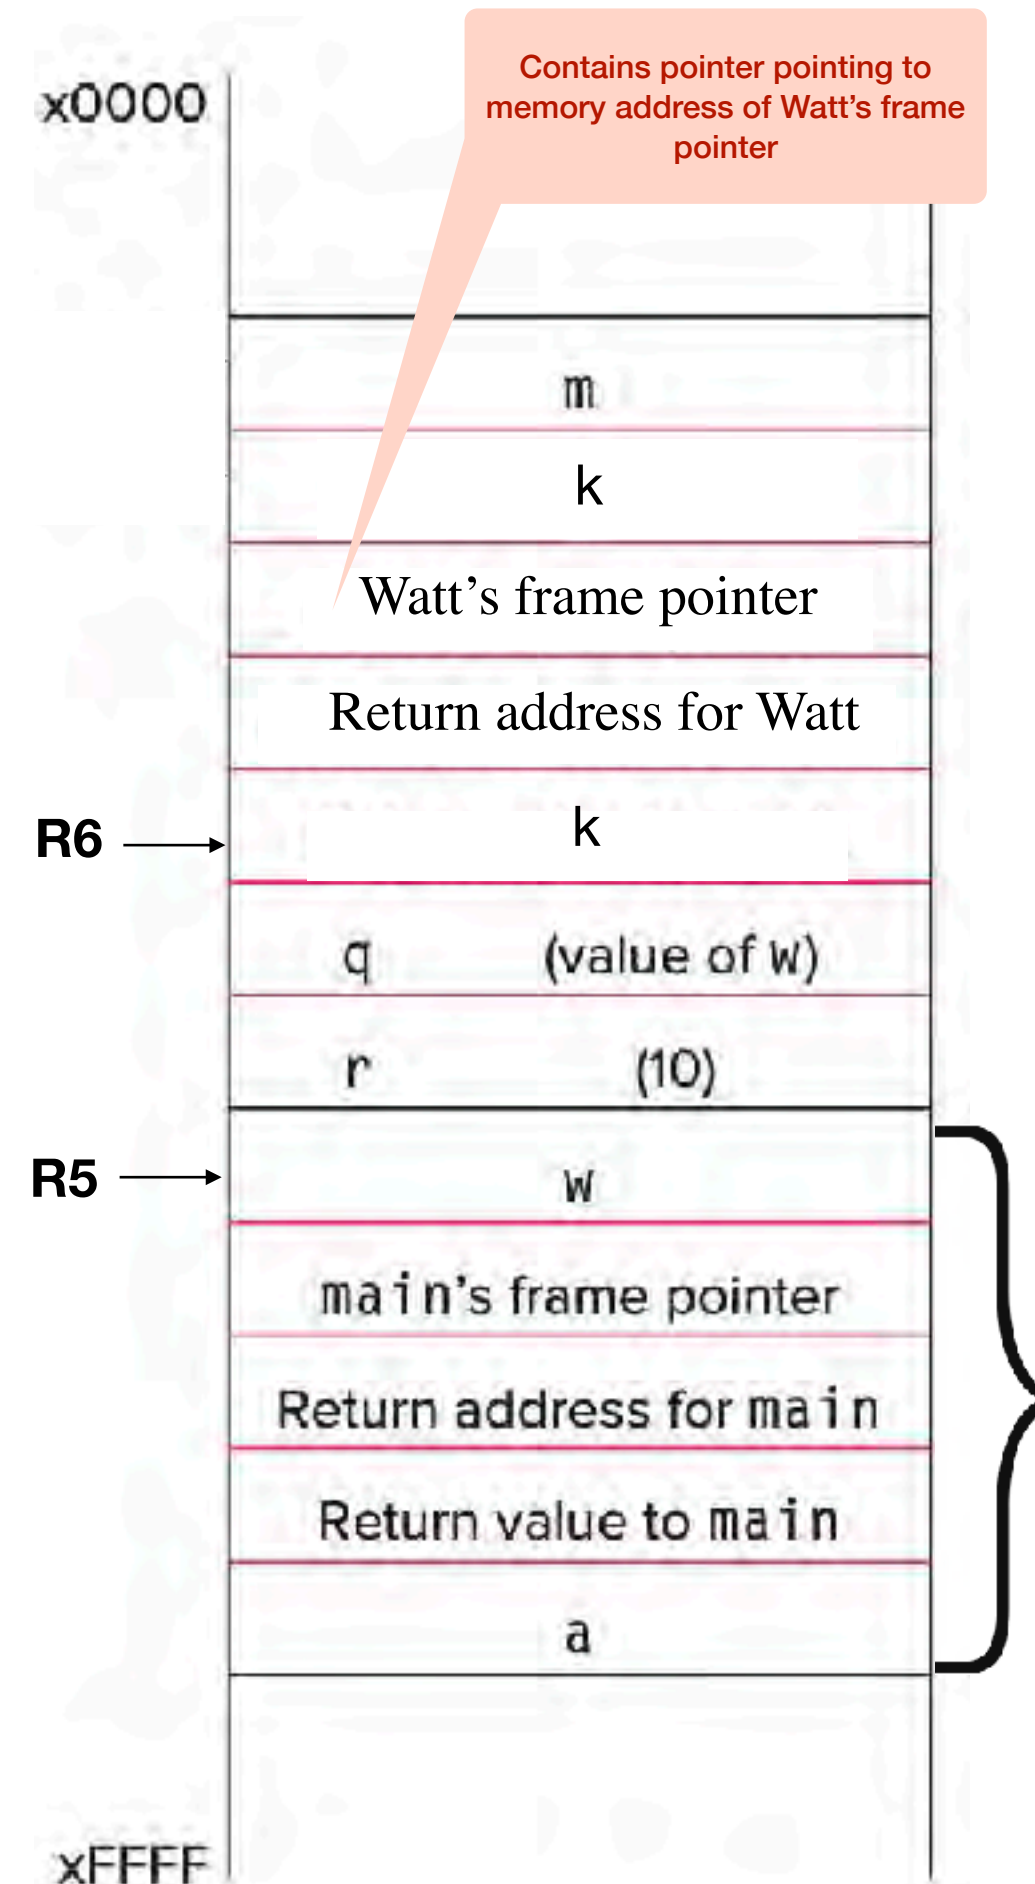 Contains pointer pointing to
memory address of Watt's frame
pointer
x0000
m
k
Watt's frame pointer
Return address for Watt
R6
k
q (value of w)
r (10)
R5
w
main's frame pointer
Return address for main
Return value to main
a
xFFFF